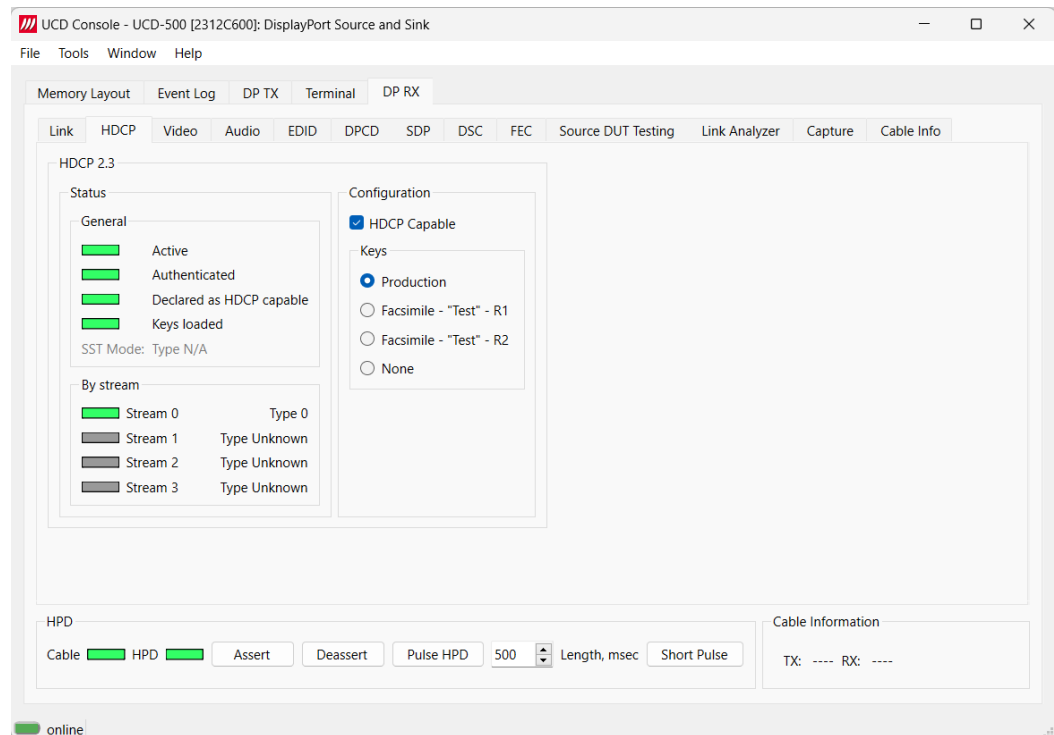 UCD Console - UCD-500 [2312C600]: DisplayPort Source and Sink
File Tools Window Help
Memory Layout Event Log DP TX Terminal DP RX
Link HDCP Video Audio EDID DPCD SDP DSC FEC Source DUT Testing Link Analyzer Capture Cable Info
HDCP 2.3
Status
General
Active
Authenticated
Declared as HDCP capable
Keys loaded
SST Mode: Type N/A
By stream
Stream 0 Type 0
Stream 1 Type Unknown
Stream 2 Type Unknown
Stream 3 Type Unknown
Configuration
HDCP Capable
Keys
Production
Facsimile - "Test" - R1
Facsimile - "Test" - R2
None
HPD
Cable HPD Assert Deassert Pulse HPD 500 Length, msec Short Pulse
Cable Information
TX: ---- RX: ----
online